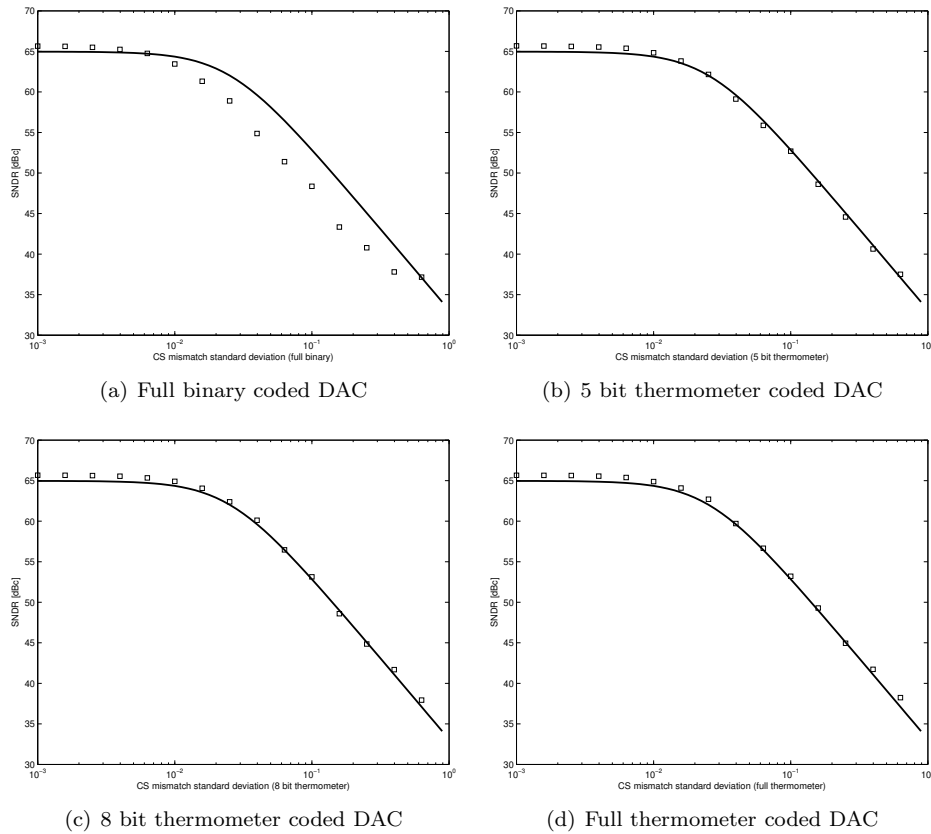 70
65
60
55
50
45
40
35
30
SNDR [dBc]
10⁻³ 10⁻² 10⁻¹ 10⁰
CS mismatch standard deviation (full binary)
(a) Full binary coded DAC
70
65
60
55
50
45
40
35
30
SNDR [dBc]
10⁻³ 10⁻² 10⁻¹ 10
CS mismatch standard deviation (5 bit thermometer)
(b) 5 bit thermometer coded DAC
70
65
60
55
50
45
40
35
30
SNDR [dBc]
10⁻³ 10⁻² 10⁻¹ 10⁰
CS mismatch standard deviation (8 bit thermometer)
(c) 8 bit thermometer coded DAC
70
65
60
55
50
45
40
35
30
SNDR [dBc]
10⁻³ 10⁻² 10⁻¹ 10
CS mismatch standard deviation (full thermometer)
(d) Full thermometer coded DAC